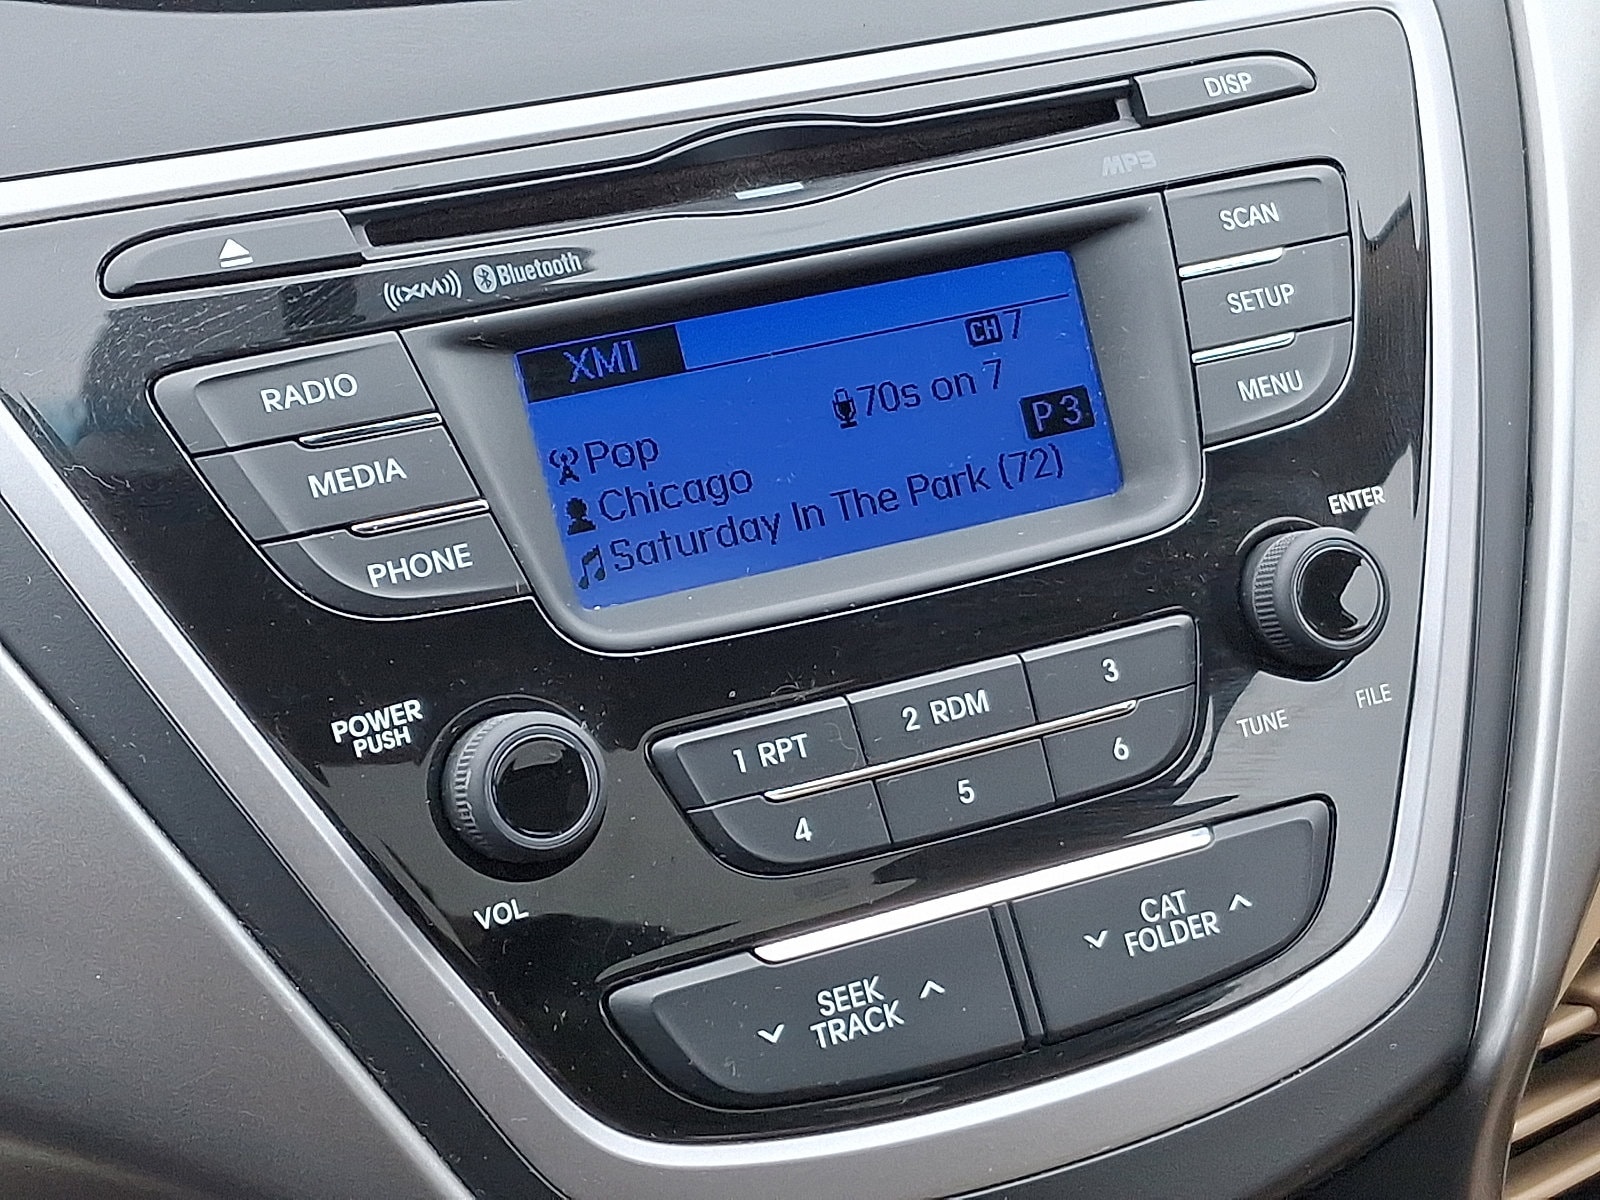 DISP
MP3
((((XM)))) Bluetooth
SCAN
SETUP
MENU
RADIO
MEDIA
PHONE
XM1
CH 7
70s on 7
Pop
P 3
Chicago
Saturday In The Park (72)
ENTER
FILE
TUNE
POWER
PUSH
VOL
1 RPT
2 RDM
3
4
5
6
SEEK
TRACK
CAT
FOLDER